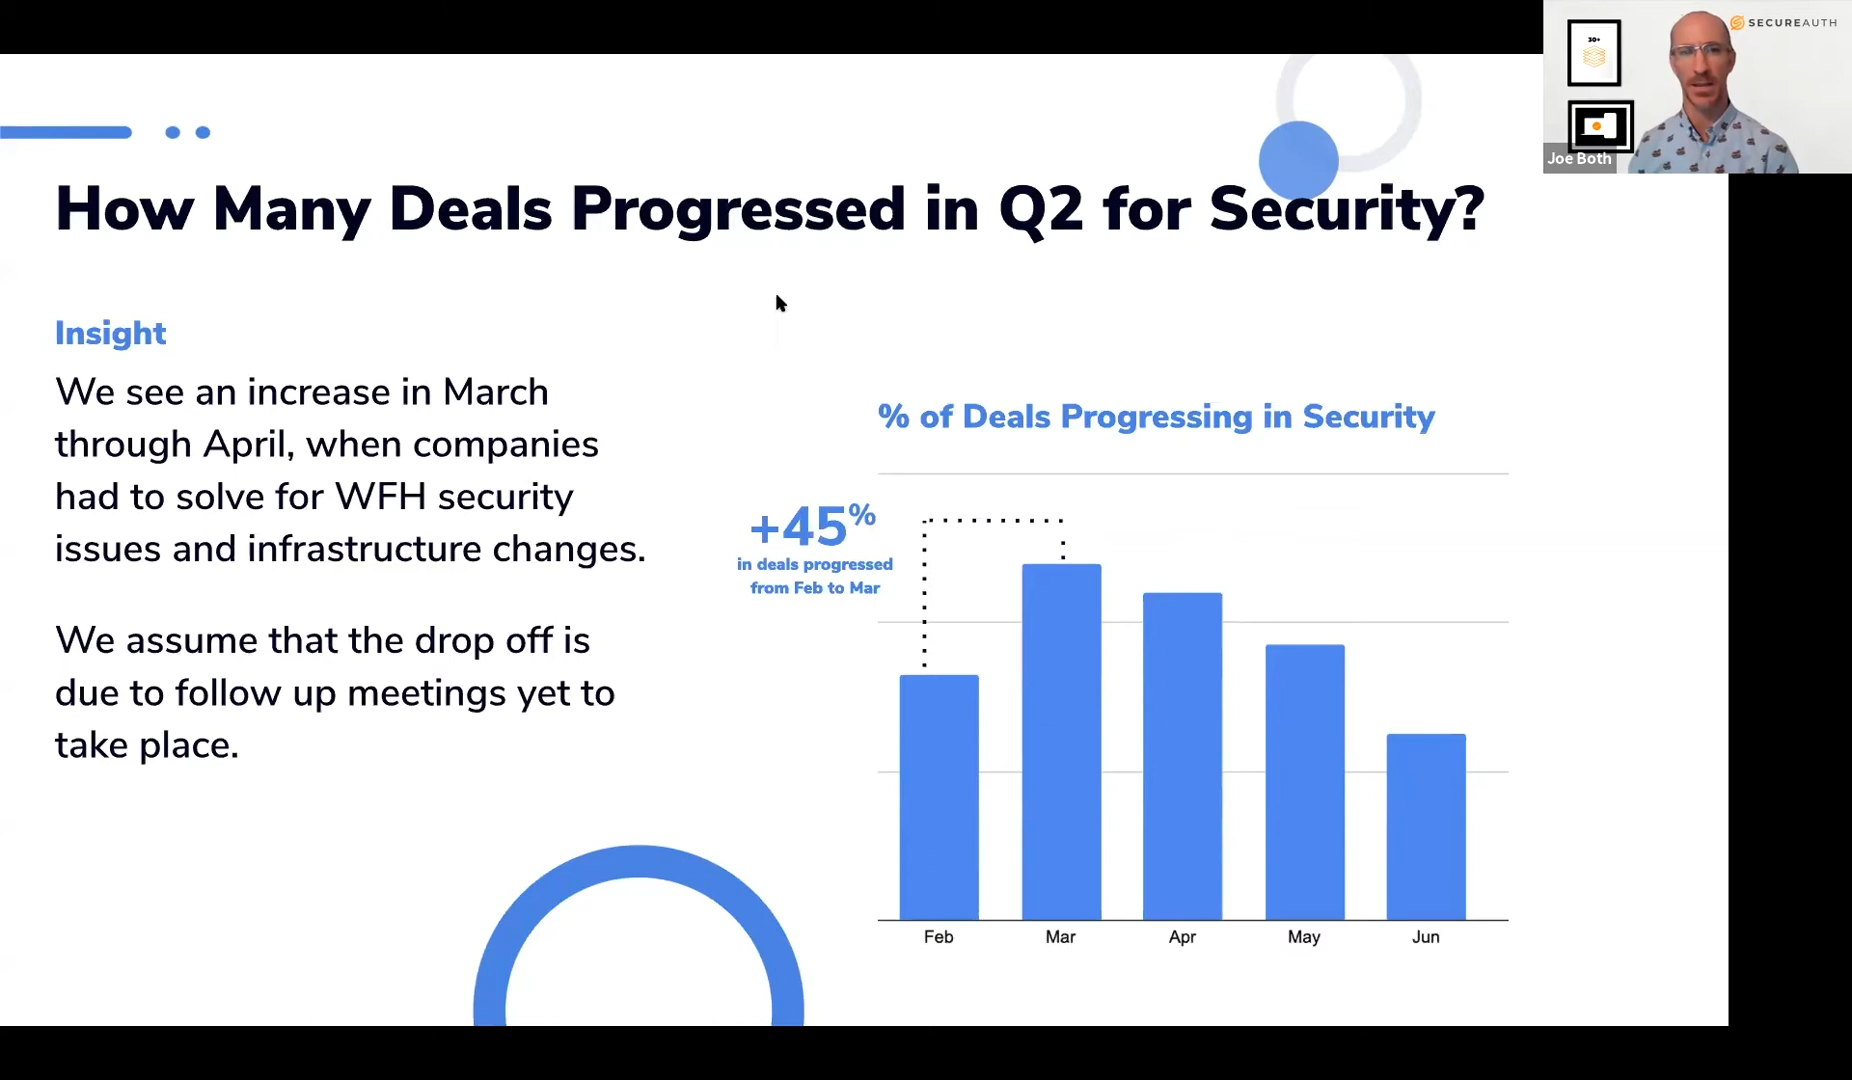 SECUREAUTH
30+
Joe Both
How Many Deals Progressed in Q2 for Security?
Insight
We see an increase in March
through April, when companies
had to solve for WFH security
issues and infrastructure changes.
We assume that the drop off is
due to follow up meetings yet to
take place.
% of Deals Progressing in Security
+45%
in deals progressed
from Feb to Mar
Feb Mar Apr May Jun